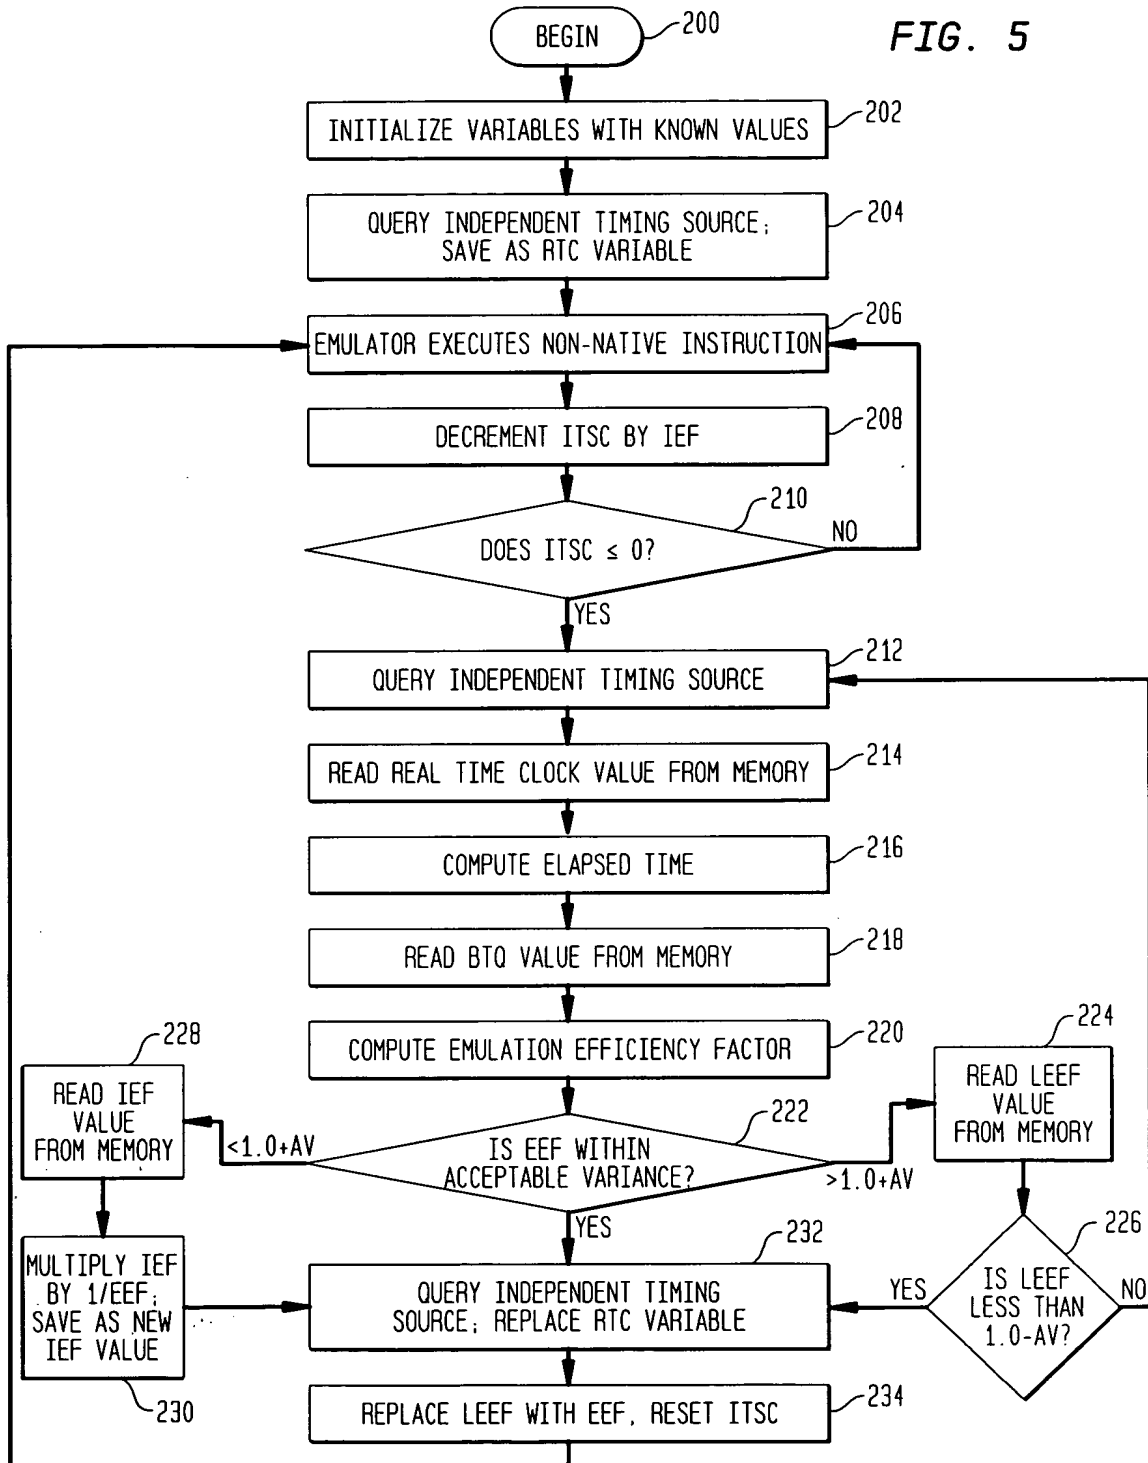 FIG. 5
BEGIN
200
INITIALIZE VARIABLES WITH KNOWN VALUES
202
QUERY INDEPENDENT TIMING SOURCE;
SAVE AS RTC VARIABLE
204
EMULATOR EXECUTES NON-NATIVE INSTRUCTION
206
DECREMENT ITSC BY IEF
208
DOES ITSC ≤ 0?
210
NO
YES
QUERY INDEPENDENT TIMING SOURCE
212
READ REAL TIME CLOCK VALUE FROM MEMORY
214
COMPUTE ELAPSED TIME
216
READ BTQ VALUE FROM MEMORY
218
COMPUTE EMULATION EFFICIENCY FACTOR
220
IS EEF WITHIN
ACCEPTABLE VARIANCE?
222
<1.0+AV
>1.0+AV
YES
READ LEEF
VALUE
FROM MEMORY
224
IS LEEF
LESS THAN
1.0-AV?
226
YES
NO
READ IEF
VALUE
FROM MEMORY
228
MULTIPLY IEF
BY 1/EEF;
SAVE AS NEW
IEF VALUE
230
QUERY INDEPENDENT TIMING
SOURCE; REPLACE RTC VARIABLE
232
REPLACE LEEF WITH EEF, RESET ITSC
234